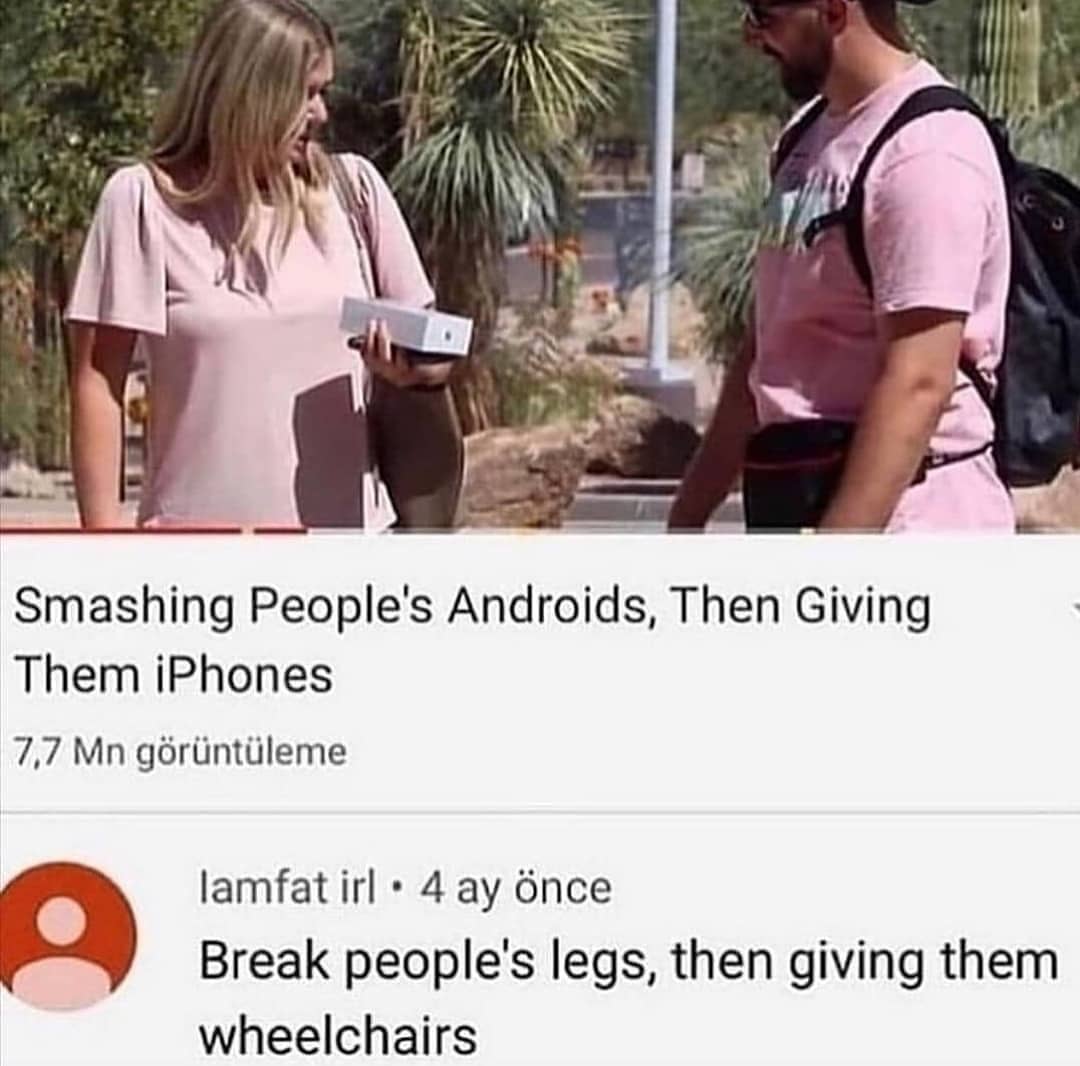 Smashing People's Androids, Then Giving
Them iPhones
7,7 Mn görüntüleme
Iamfat irl • 4 ay önce
Break people's legs, then giving them
wheelchairs